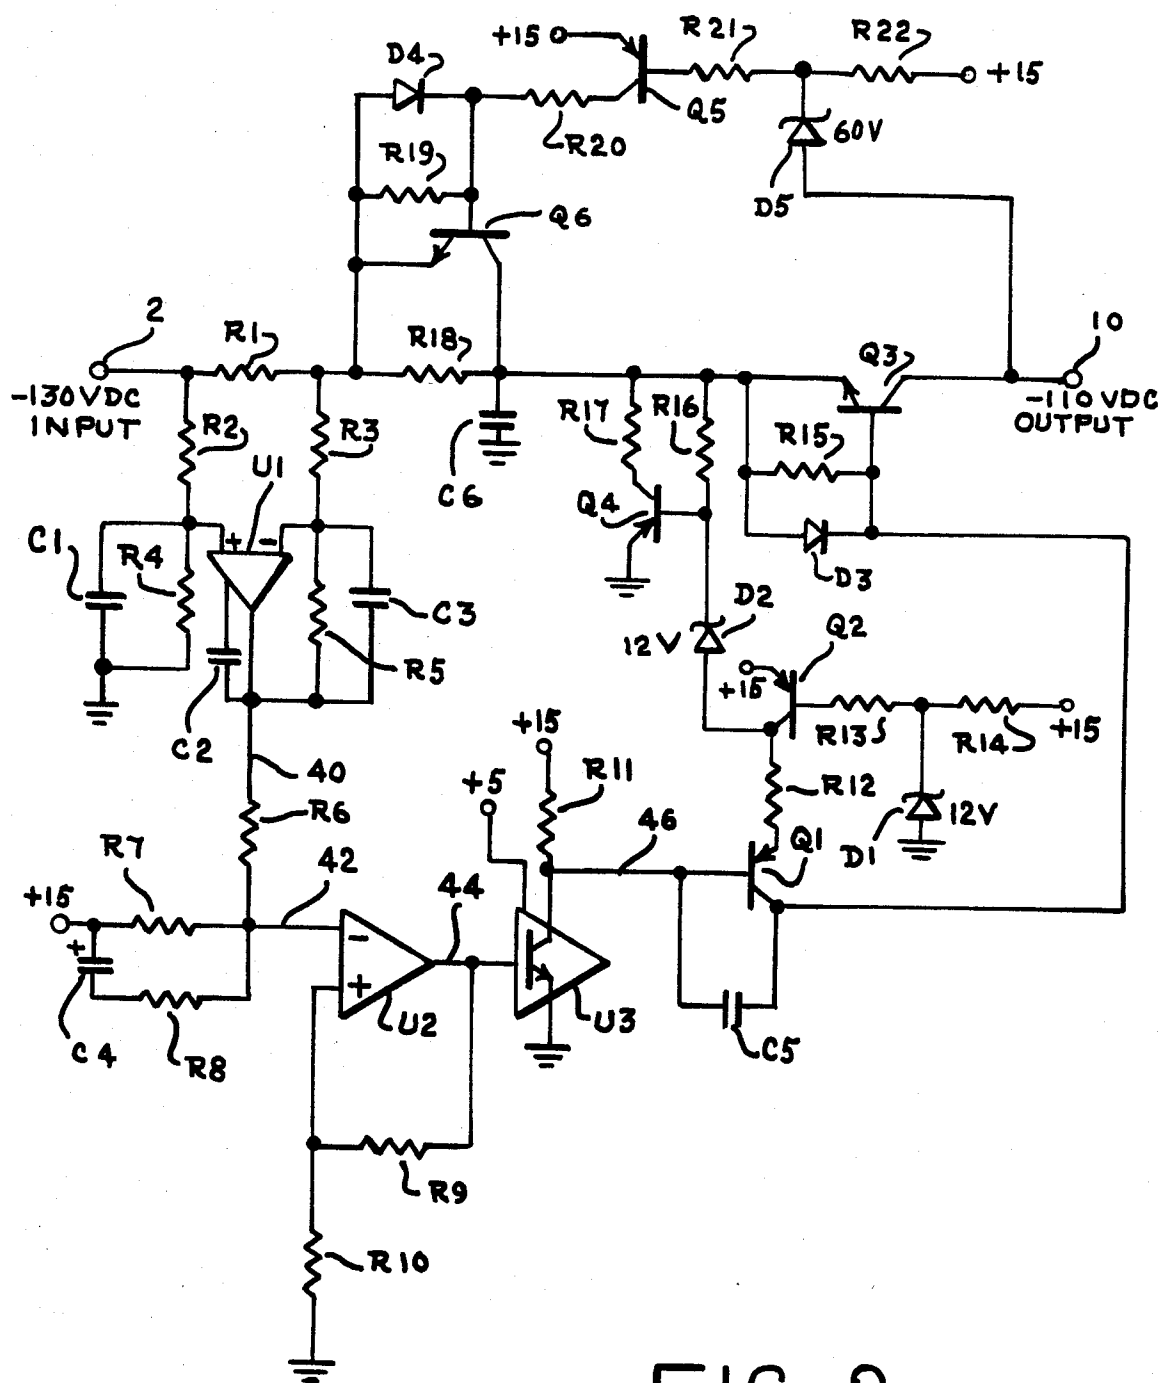 +15
R21
R22
+15
D4
Q5
R20
60V
D5
R19
Q6
2
R1
R18
Q3
10
-130VDC
INPUT
-110VDC
OUTPUT
R2
R3
R17
R16
R15
U1
C6
Q4
+
-
C1
R4
C3
D3
D2
12V
Q2
R5
+15
C2
R13
R14
+15
40
+15
R11
R12
12V
D1
+5
R6
46
Q1
R7
42
44
+15
+
-
+
U2
U3
C5
C4
R8
R9
R10